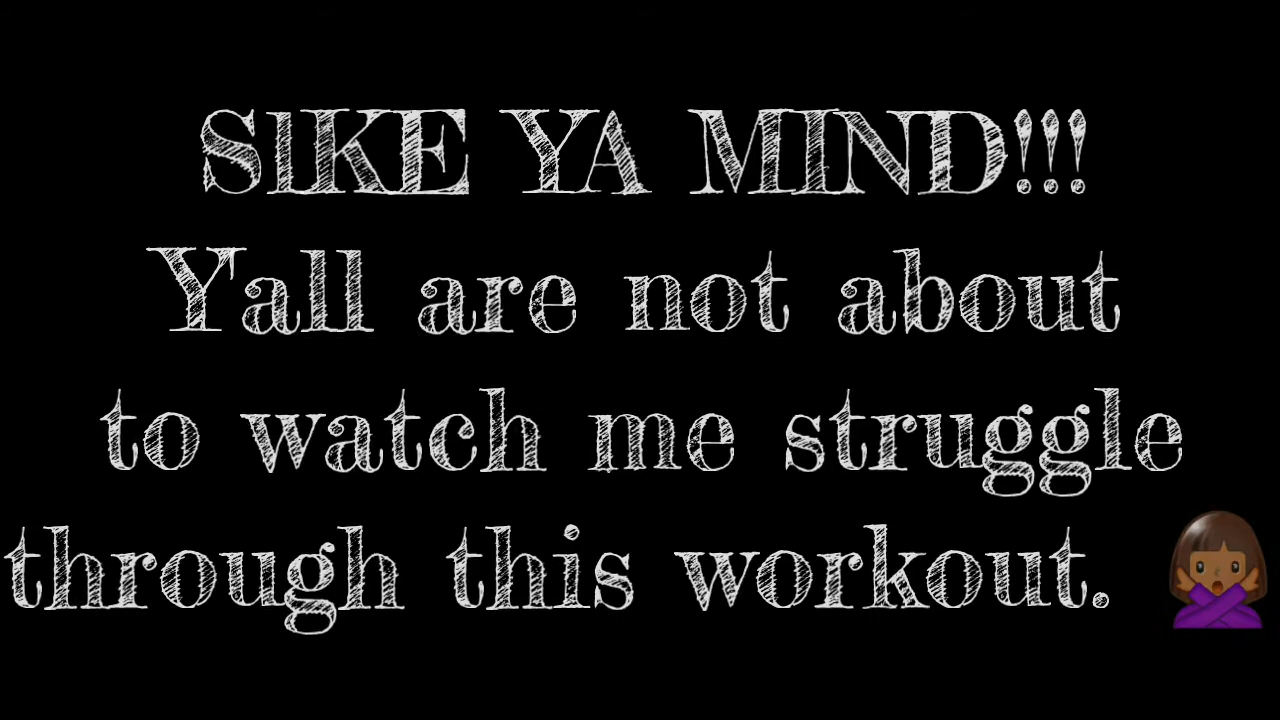 SIKE YA MIND!!!
Yall are not about
to watch me struggle
through this workout. 🙅🏾‍♀️